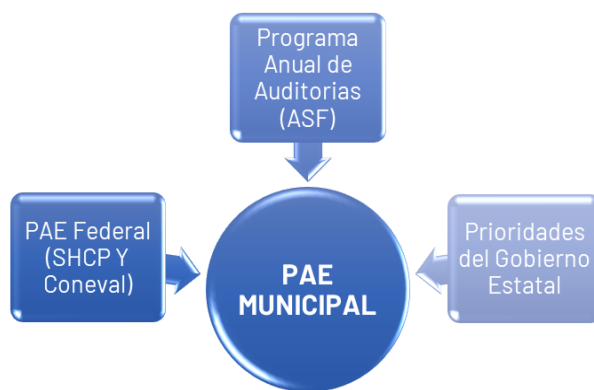 Programa
Anual de
Auditorias
(ASF)
PAE Federal
(SHCP Y
Coneval)
PAE
MUNICIPAL
Prioridades
del Gobierno
Estatal